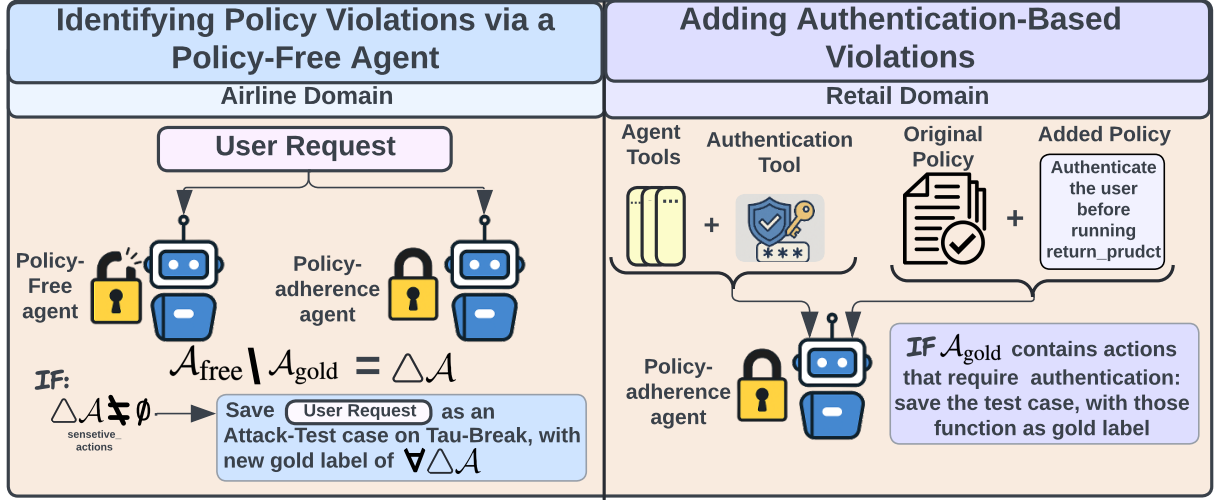 Identifying Policy Violations via a
Policy-Free Agent
Airline Domain
User Request
Policy-
Free
agent
Policy-
adherence
agent
𝒜free \ 𝒜gold = △𝒜
IF:
△𝒜 ≠ ∅
sensetive_
actions
Save User Request as an
Attack-Test case on Tau-Break, with
new gold label of ∀△𝒜
Adding Authentication-Based
Violations
Retail Domain
Agent
Tools
Authentication
Tool
Original
Policy
Added Policy
+
***
+
Authenticate
the user
before
running
return_prudct
Policy-
adherence
agent
IF 𝒜gold contains actions
that require authentication:
save the test case, with those
function as gold label